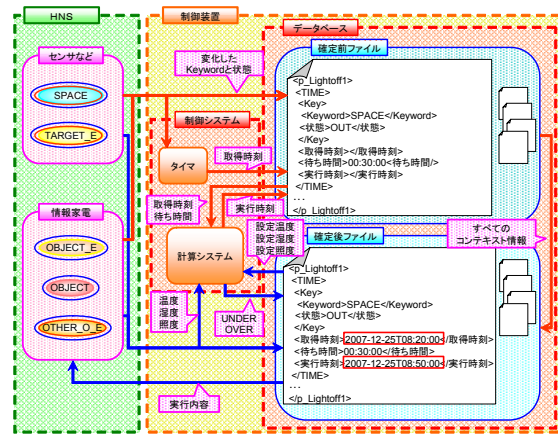 HNS
制御装置
データベース
センサなど
SPACE
TARGET_E
変化した
Keywordと状態
確定前ファイル
<p_Lightoff1>
<TIME>
<Key>
<Keyword>SPACE</Keyword>
<状態>OUT</状態>
</Key>
<取得時刻></取得時刻>
<待ち時間>00:30:00<待ち時間/>
<実行時刻></実行時刻>
</TIME>
…
</p_Lightoff1>
制御システム
タイマ
取得時刻
取得時刻
待ち時間
実行時刻
情報家電
OBJECT_E
OBJECT
OTHER_O_E
計算システム
設定温度
設定湿度
設定照度
すべての
コンテキスト情報
確定後ファイル
<p_Lightoff1>
<TIME>
<Key>
<Keyword>SPACE</Keyword>
<状態>OUT</状態>
</Key>
<取得時刻>2007-12-25T08:20:00</取得時刻>
<待ち時間>00:30:00</待ち時間>
<実行時刻>2007-12-25T08:50:00</実行時刻>
</TIME>
…
</p_Lightoff1>
温度
湿度
照度
UNDER
OVER
実行内容